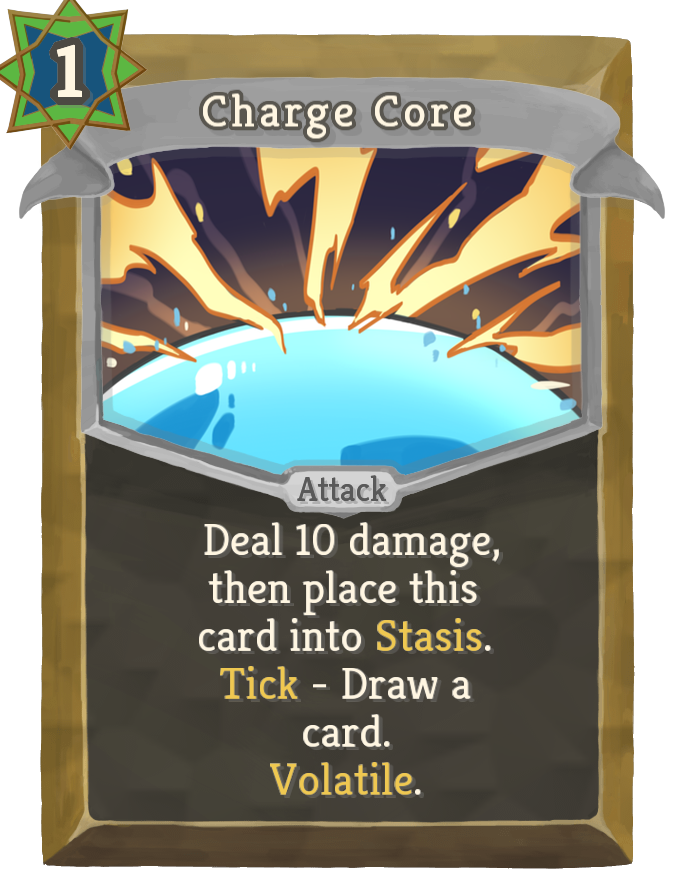 1
Charge Core
Attack
Deal 10 damage,
then place this
card into Stasis.
Tick - Draw a
card.
Volatile.